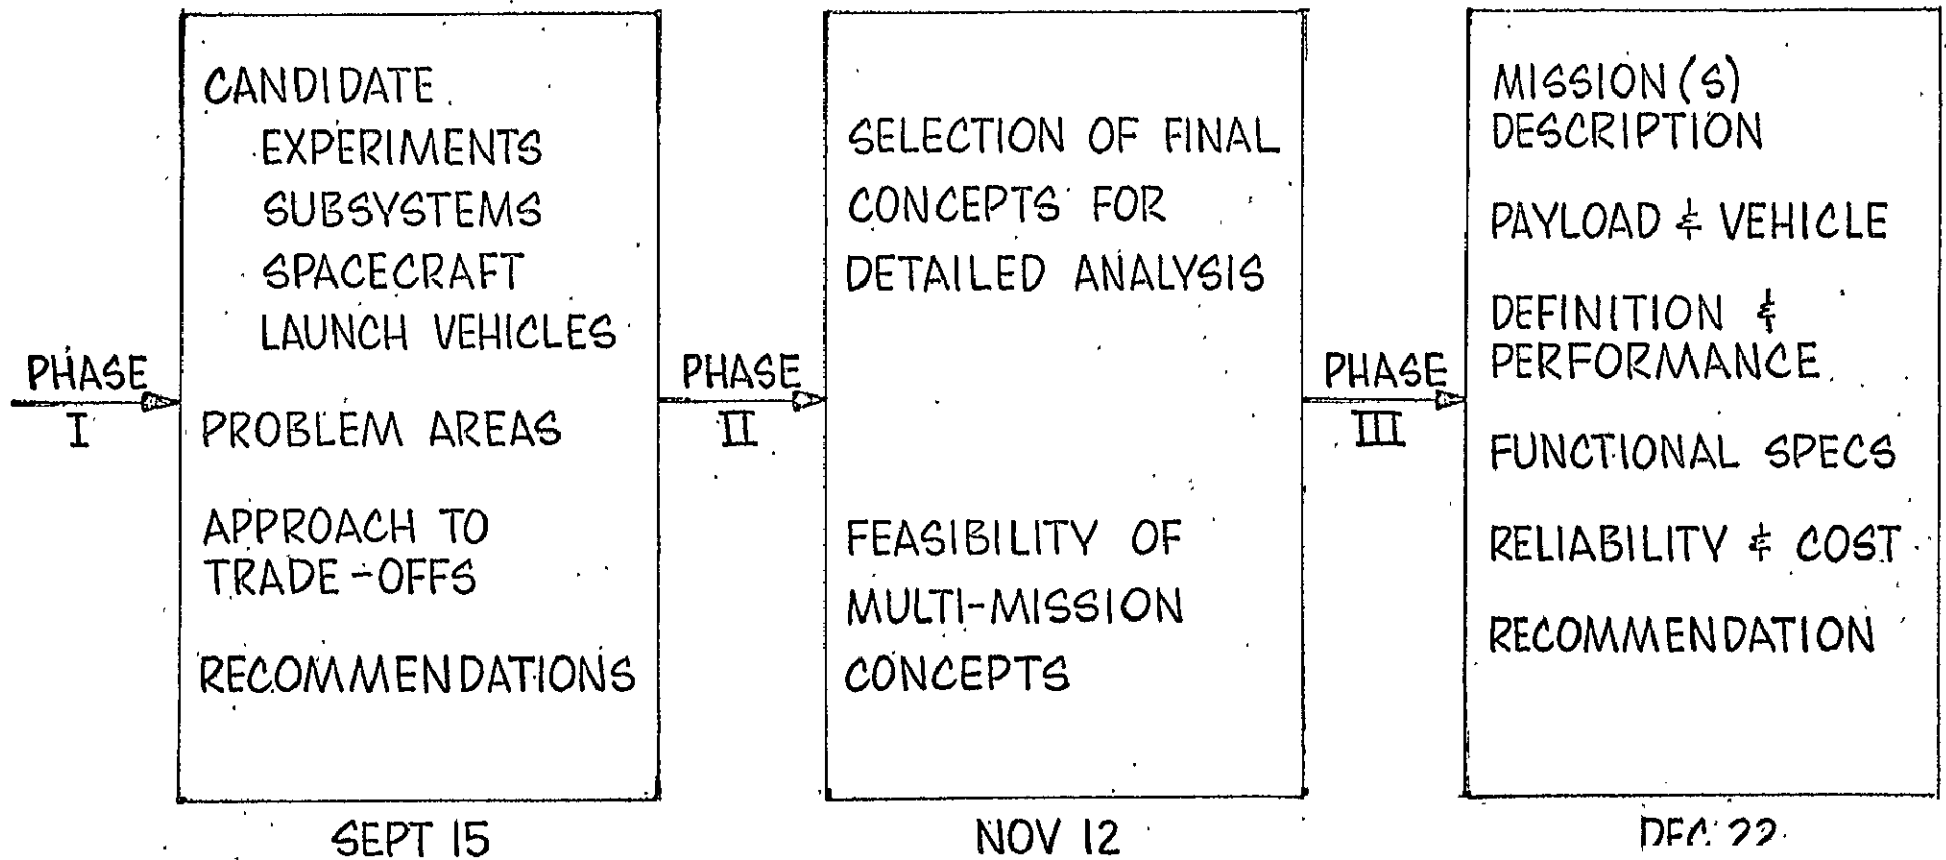 PHASE
I
CANDIDATE
EXPERIMENTS
SUBSYSTEMS
SPACECRAFT
LAUNCH VEHICLES
PROBLEM AREAS
APPROACH TO
TRADE-OFFS
RECOMMENDATIONS
SEPT 15
PHASE
II
SELECTION OF FINAL
CONCEPTS FOR
DETAILED ANALYSIS
FEASIBILITY OF
MULTI-MISSION
CONCEPTS
NOV 12
PHASE
III
MISSION(S)
DESCRIPTION
PAYLOAD & VEHICLE
DEFINITION &
PERFORMANCE
FUNCTIONAL SPECS
RELIABILITY & COST
RECOMMENDATION
DEC 22